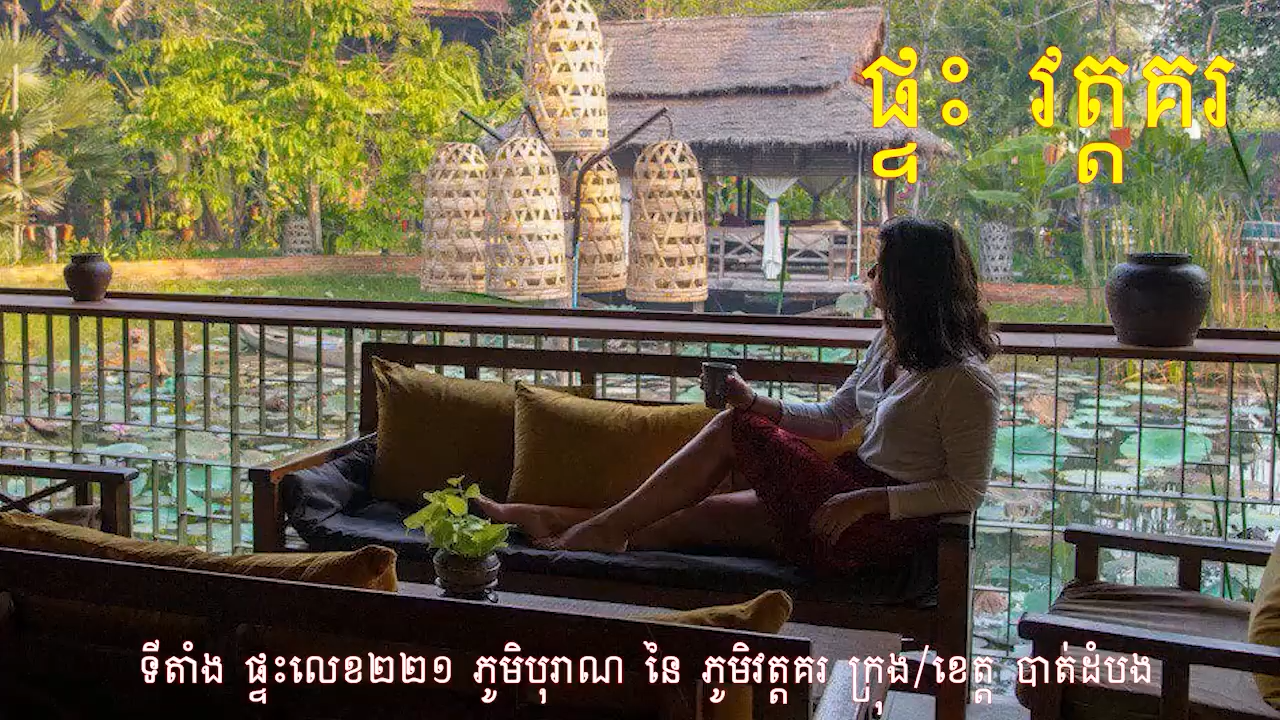 ផ្ទះ វត្តគរ
ទីតាំង ផ្ទះលេខ២២១ ភូមិបុរាណ នៃ ភូមិវត្តគរ ក្រុង/ខេត្ត បាត់ដំបង